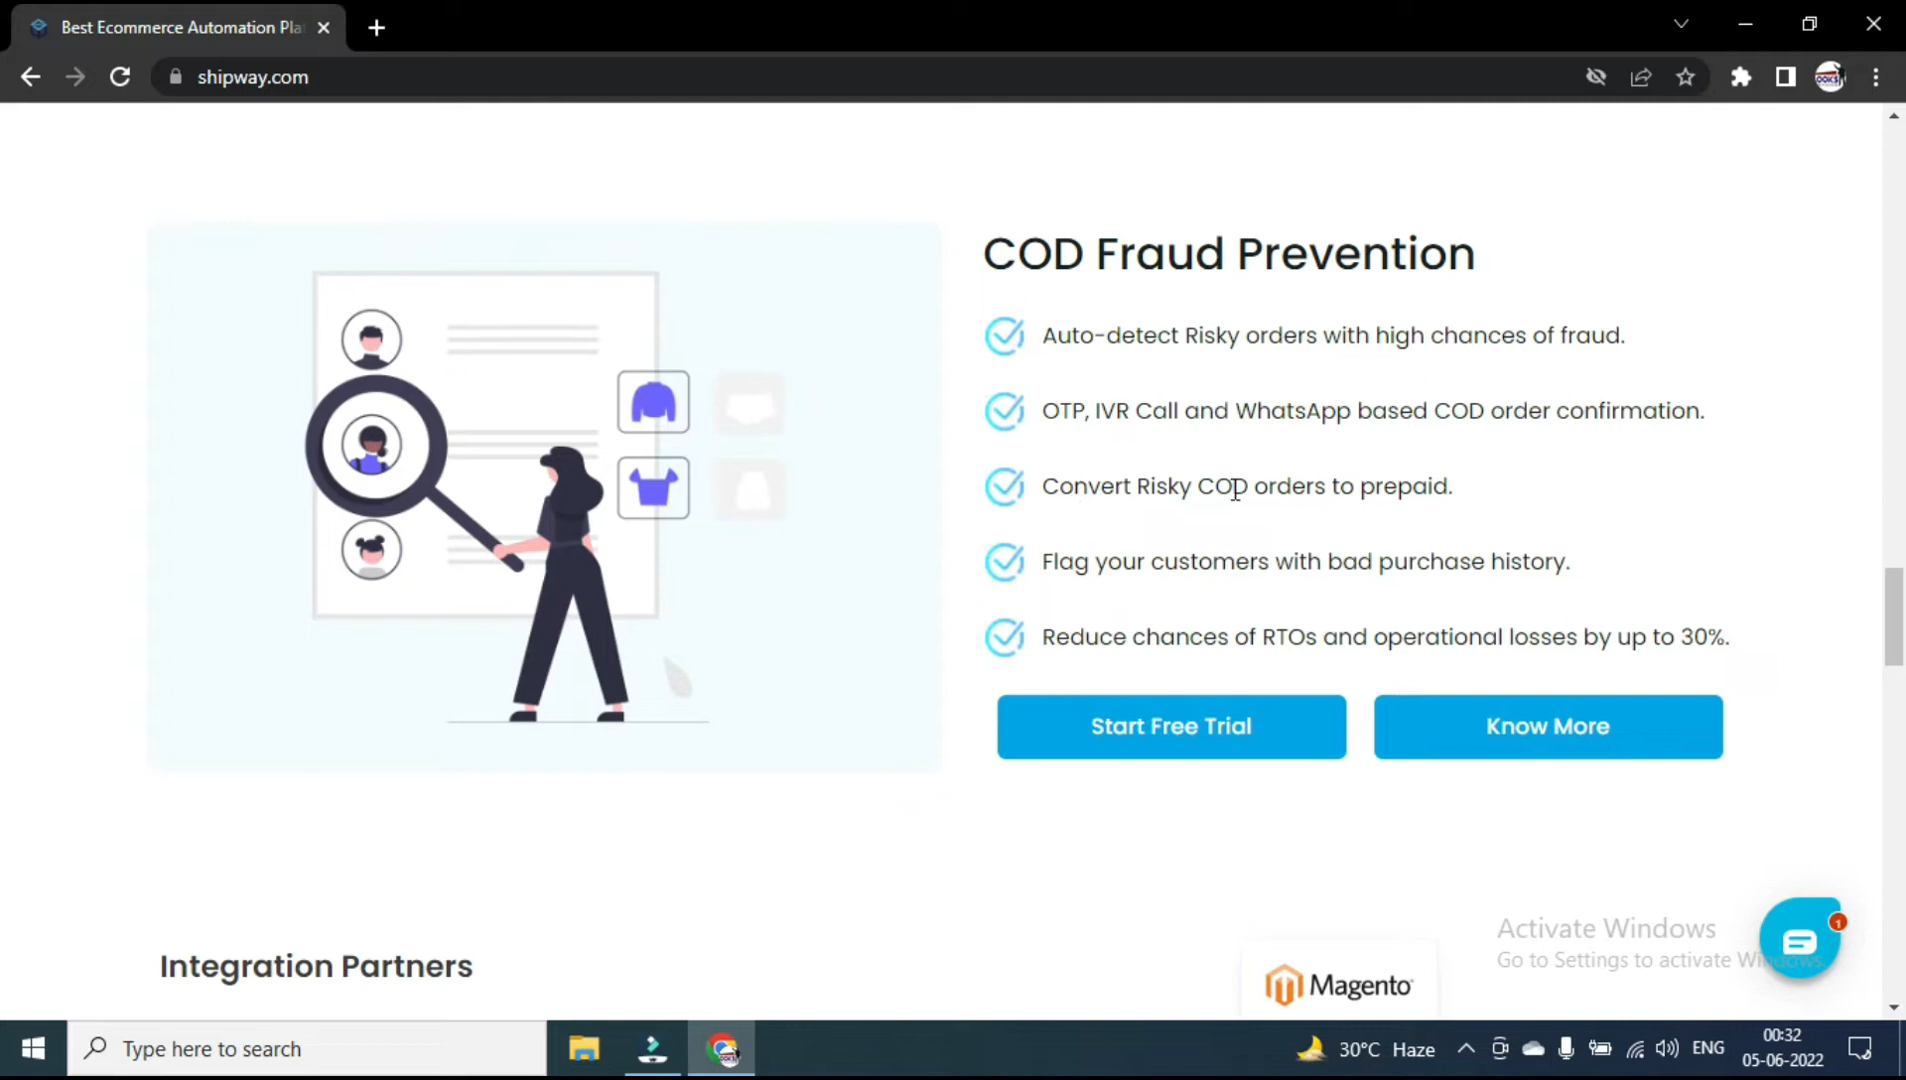 Best Ecommerce Automation Pla
shipway.com
COD Fraud Prevention
Auto-detect Risky orders with high chances of fraud.
OTP, IVR Call and WhatsApp based COD order confirmation.
Convert Risky COD orders to prepaid.
Flag your customers with bad purchase history.
Reduce chances of RTOs and operational losses by up to 30%.
Start Free Trial
Know More
1
Activate Windows
Go to Settings to activate Windows.
Integration Partners
Magento
Type here to search
30°C Haze
ENG
00:32
05-06-2022